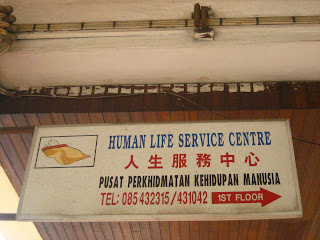 HUMAN LIFE SERVICE CENTRE
人生服務中心
PUSAT PERKHIDMATAN KEHIDUPAN MANUSIA
TEL: 085 432315/431042 1ST FLOOR